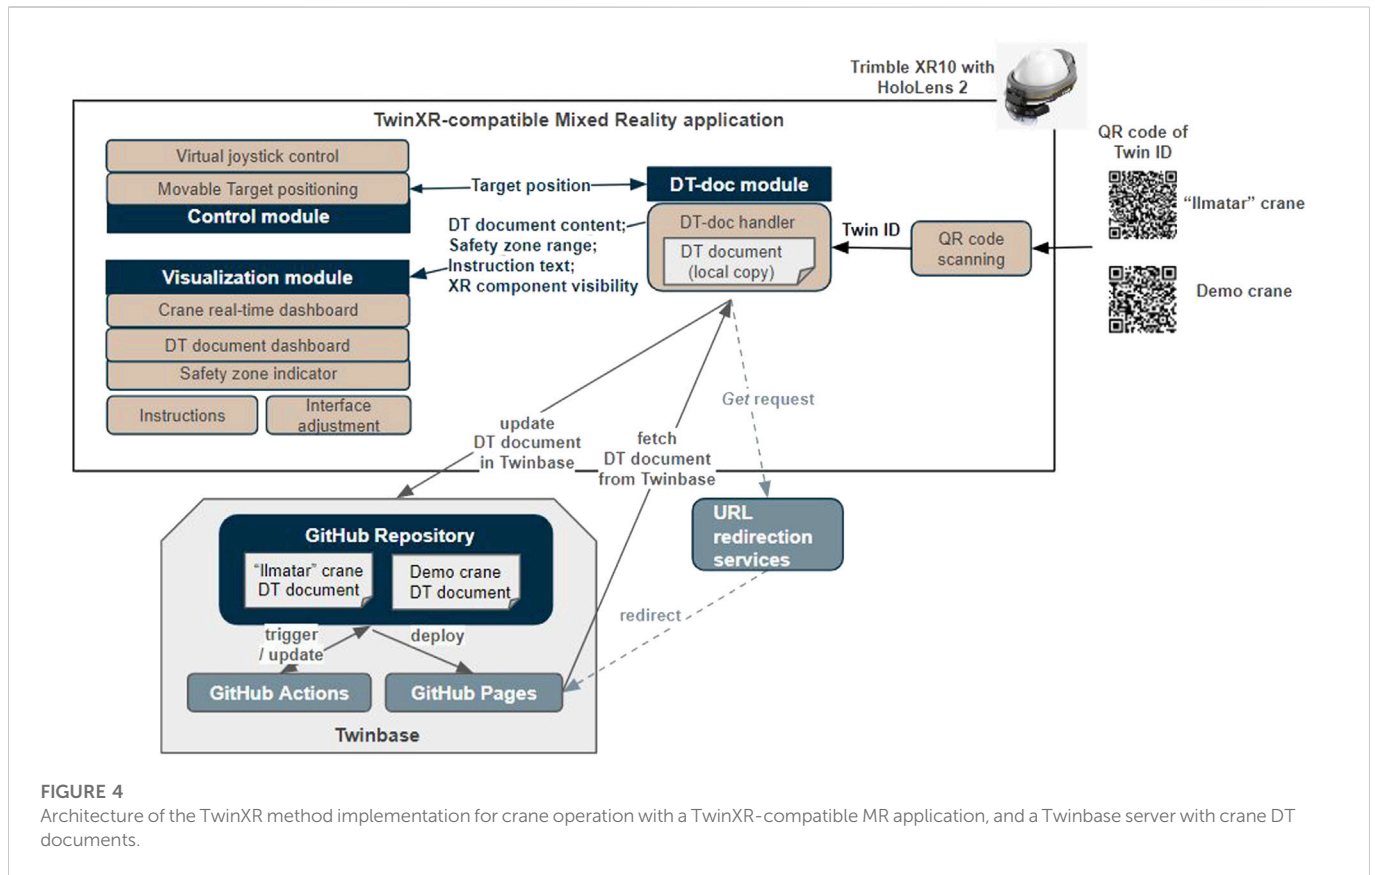 Trimble XR10 with
HoloLens 2
TwinXR-compatible Mixed Reality application
QR code of
Twin ID
Virtual joystick control
Movable Target positioning
Control module
Target position
DT-doc module
"Ilmatar" crane
DT document content;
Safety zone range;
Instruction text;
XR component visibility
DT-doc handler
DT document
(local copy)
Twin ID
QR code
scanning
Visualization module
Crane real-time dashboard
DT document dashboard
Safety zone indicator
Instructions
Interface
adjustment
Demo crane
update
DT document
in Twinbase
fetch
DT document
from Twinbase
Get request
URL
redirection
services
GitHub Repository
"Ilmatar" crane
DT document
Demo crane
DT document
trigger
/ update
deploy
redirect
GitHub Actions
GitHub Pages
Twinbase
FIGURE 4
Architecture of the TwinXR method implementation for crane operation with a TwinXR-compatible MR application, and a Twinbase server with crane DT
documents.